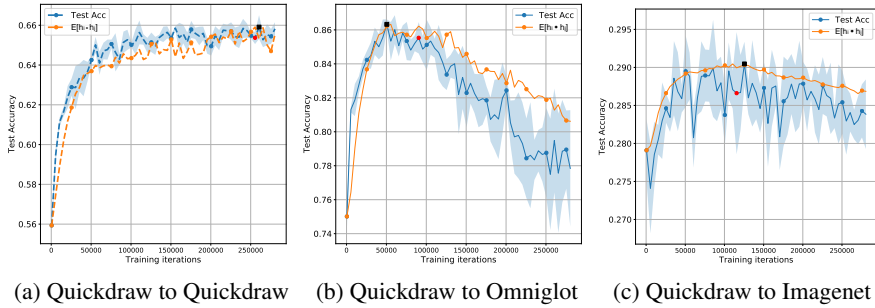 0.66
0.64
0.62
0.60
0.58
0.56
Test Accuracy
Test Acc
E[hᵢ • hⱼ]
0 50000 100000 150000 200000 250000
Training iterations
0.86
0.84
0.82
0.80
0.78
0.76
0.74
Test Accuracy
Test Acc
E[hᵢ • hⱼ]
0 50000 100000 150000 200000 250000
Training iterations
0.295
0.290
0.285
0.280
0.275
0.270
Test Accuracy
Test Acc
E[hᵢ • hⱼ]
0 50000 100000 150000 200000 250000
Training iterations
(a) Quickdraw to Quickdraw
(b) Quickdraw to Omniglot
(c) Quickdraw to Imagenet